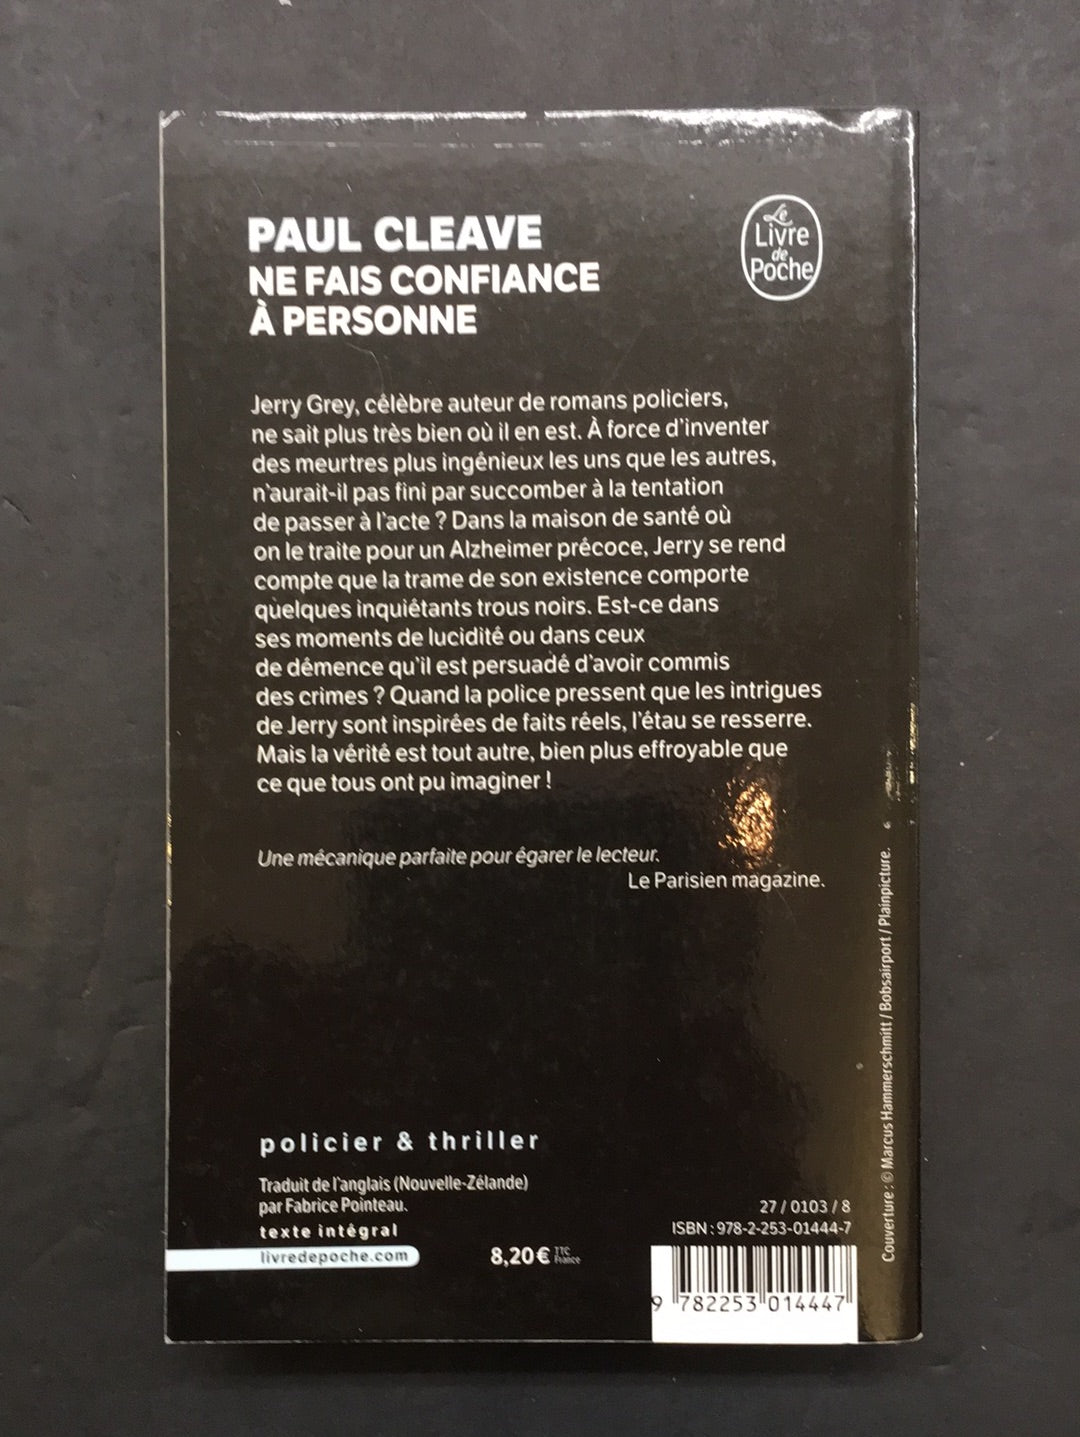 PAUL CLEAVE
NE FAIS CONFIANCE
À PERSONNE
Le
Livre
de
Poche
Jerry Grey, célèbre auteur de romans policiers,
ne sait plus très bien où il en est. À force d'inventer
des meurtres plus ingénieux les uns que les autres,
n'aurait-il pas fini par succomber à la tentation
de passer à l'acte ? Dans la maison de santé où
on le traite pour un Alzheimer précoce, Jerry se rend
compte que la trame de son existence comporte
quelques inquiétants trous noirs. Est-ce dans
ses moments de lucidité ou dans ceux
de démence qu'il est persuadé d'avoir commis
des crimes ? Quand la police pressent que les intrigues
de Jerry sont inspirées de faits réels, l'étau se resserre.
Mais la vérité est tout autre, bien plus effroyable que
ce que tous ont pu imaginer !
Une mécanique parfaite pour égarer le lecteur.
Le Parisien magazine.
policier & thriller
Traduit de l'anglais (Nouvelle-Zélande)
par Fabrice Pointeau.
texte intégral
livredepoche.com
8,20 € TTC
France
27 / 0103 / 8
ISBN : 978-2-253-01444-7
9 782253 014447
Couverture : © Marcus Hammerschmitt / Bobsairport / Plainpicture.